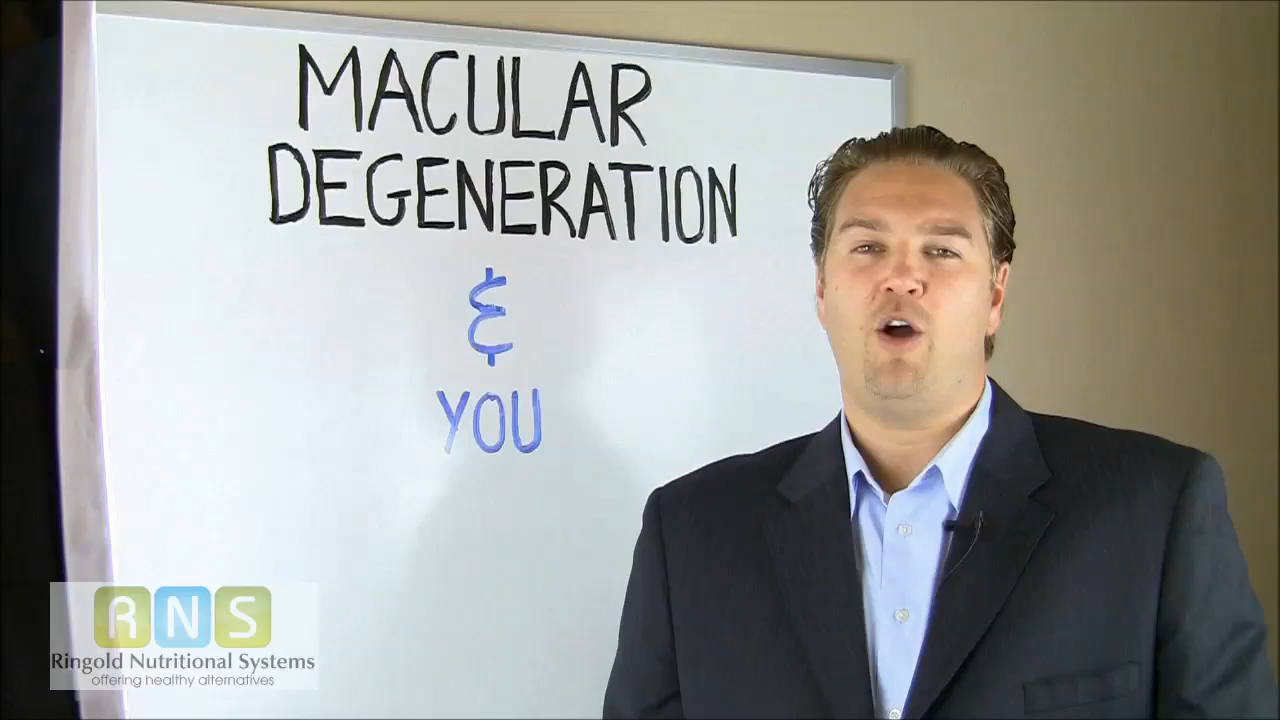 MACULAR
DEGENERATION
&
YOU
RNS
Ringold Nutritional Systems
offering healthy alternatives